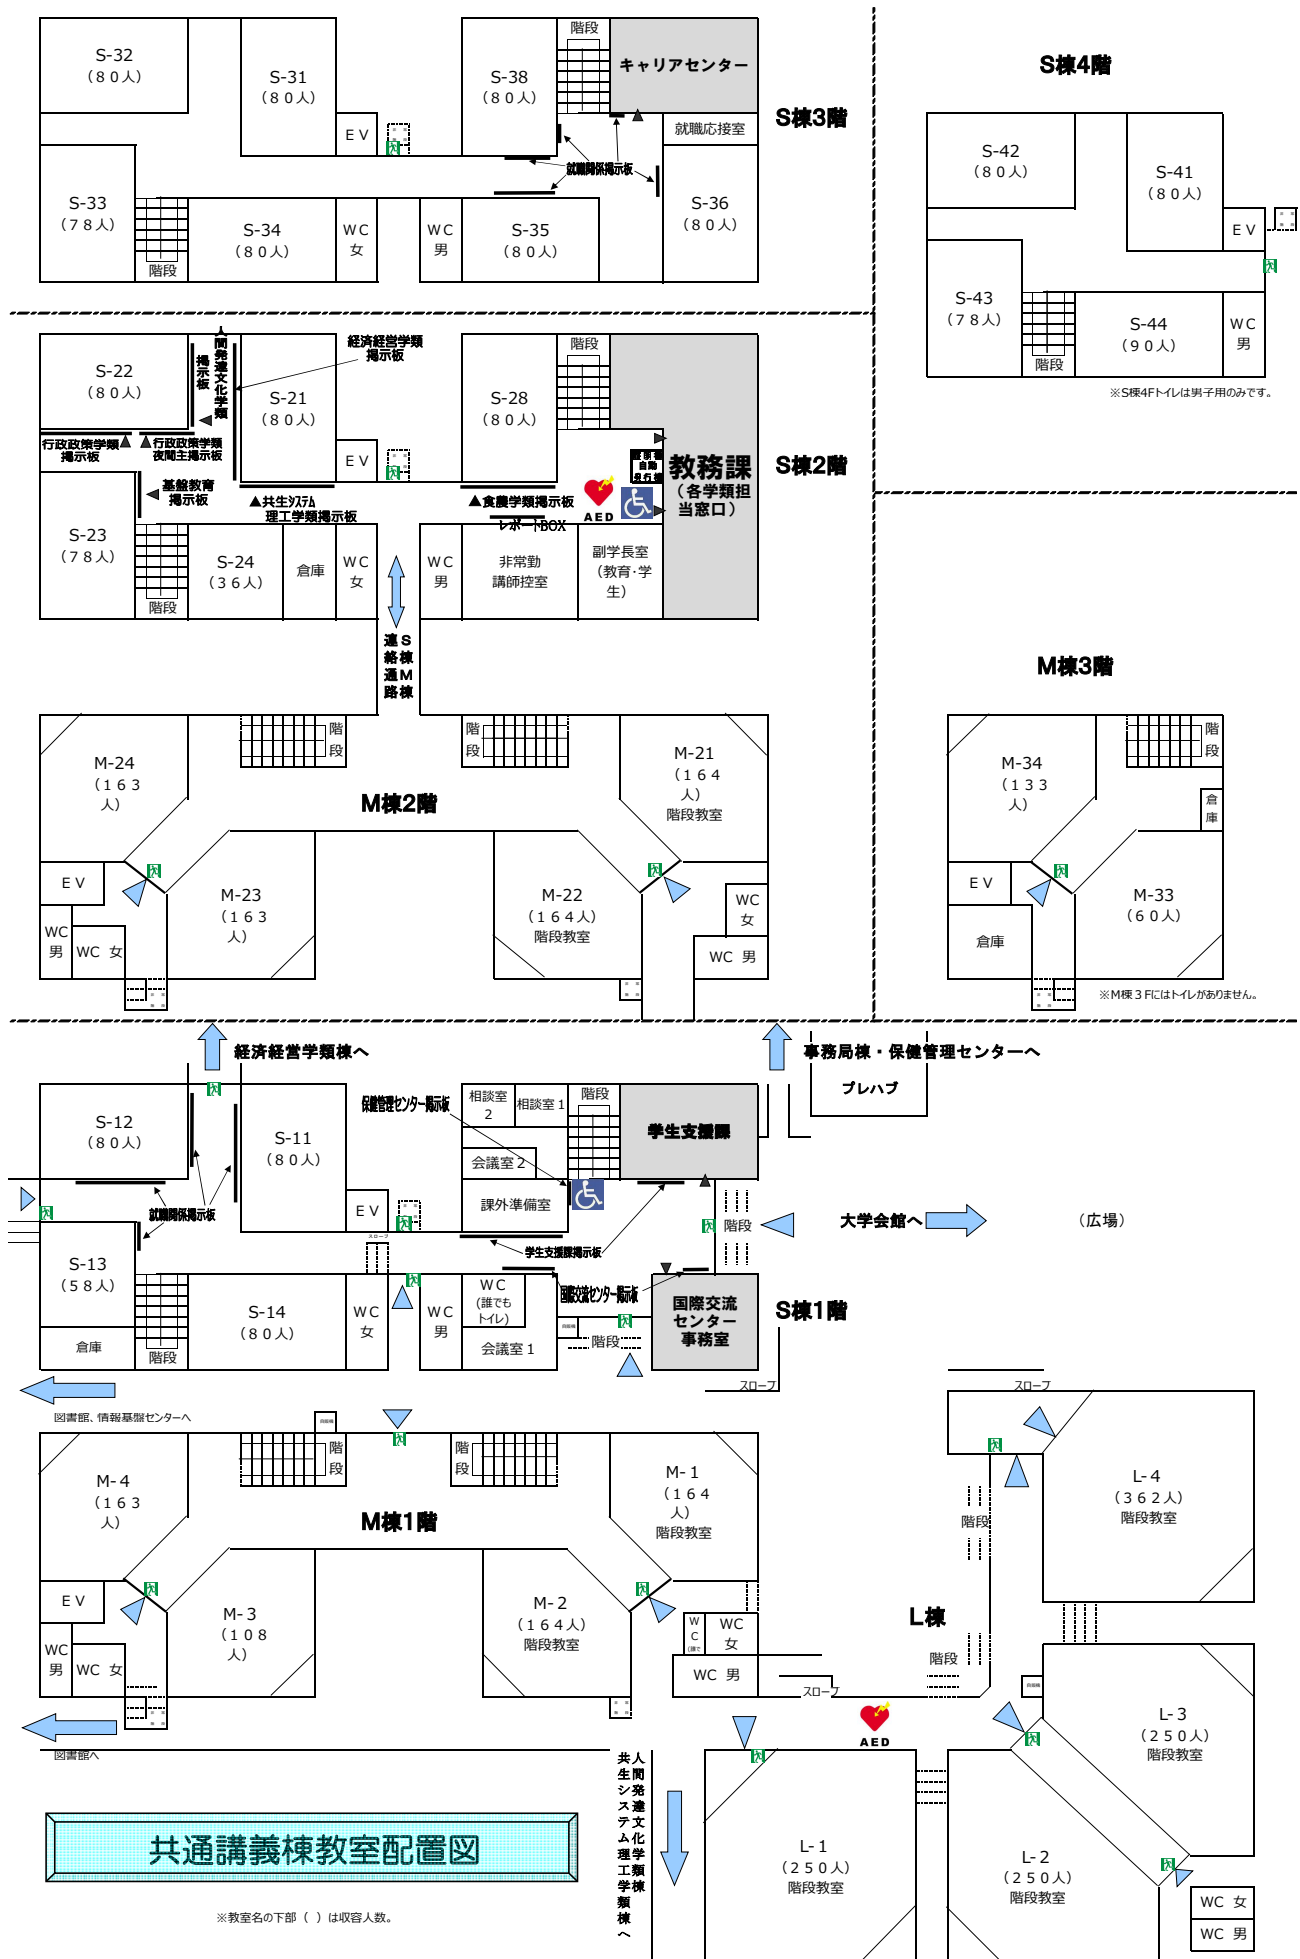 階段
S-32
(８０人)
S-31
(８０人)
S-38
(８０人)
キャリアセンター
S棟3階
EV
就職応接室
就職関係掲示板
S-33
(７８人)
S-34
(８０人)
WC
女
WC
男
S-35
(８０人)
S-36
(８０人)
階段
S棟4階
S-42
(８０人)
S-41
(８０人)
EV
S-43
(７８人)
S-44
(９０人)
WC
男
階段
※S棟4Fトイレは男子用のみです。
人間発達文化学類
掲示板
経済経営学類
掲示板
階段
S-22
(８０人)
S-21
(８０人)
S-28
(８０人)
行政政策学類
掲示板
行政政策学類
夜間主掲示板
EV
自動
教務課
(各学類担
当窓口)
S棟2階
基盤教育
掲示板
▲共生システム
理工学類掲示板
▲食農学類掲示板
レポートBOX
AED
S-23
(７８人)
S-24
(３６人)
倉庫
WC
女
WC
男
非常勤
講師控室
副学長室
(教育・学
生)
階段
S棟M棟
連絡通路
M棟3階
階段
階段
M-24
(１６３
人)
M-21
(１６４
人)
階段教室
M棟2階
EV
M-23
(１６３
人)
M-22
(１６４人)
階段教室
WC
女
WC
男
WC 女
WC 男
階段
M-34
(１３３
人)
倉庫
EV
M-33
(６０人)
倉庫
※M棟３Fにはトイレがありません。
経済経営学類棟へ
事務局棟・保健管理センターへ
プレハブ
保健管理センター掲示板
相談室
2
相談室１
階段
学生支援課
S-12
(８０人)
S-11
(８０人)
会議室２
課外準備室
EV
スロープ
就職関係掲示板
学生支援課掲示板
階段
大学会館へ
(広場)
S-13
(５８人)
S-14
(８０人)
WC
女
WC
男
WC
(誰でも
トイレ)
国際交流センター掲示板
国際交流
センター
事務室
S棟1階
倉庫
階段
会議室１
階段
スロープ
スロープ
図書館、情報基盤センターへ
階段
階段
M-4
(１６３
人)
M-1
(１６４
人)
階段教室
M棟1階
L-4
(３６２人)
階段教室
階段
EV
M-3
(１０８
人)
M-2
(１６４人)
階段教室
WC
WC
女
WC 男
L棟
階段
WC
男
WC 女
スロープ
L-3
(２５０人)
階段教室
AED
図書館へ
人間発達文化学類棟
共生システム理工学類棟へ
共通講義棟教室配置図
L-1
(２５０人)
階段教室
L-2
(２５０人)
階段教室
WC 女
WC 男
※教室名の下部（ ）は収容人数。